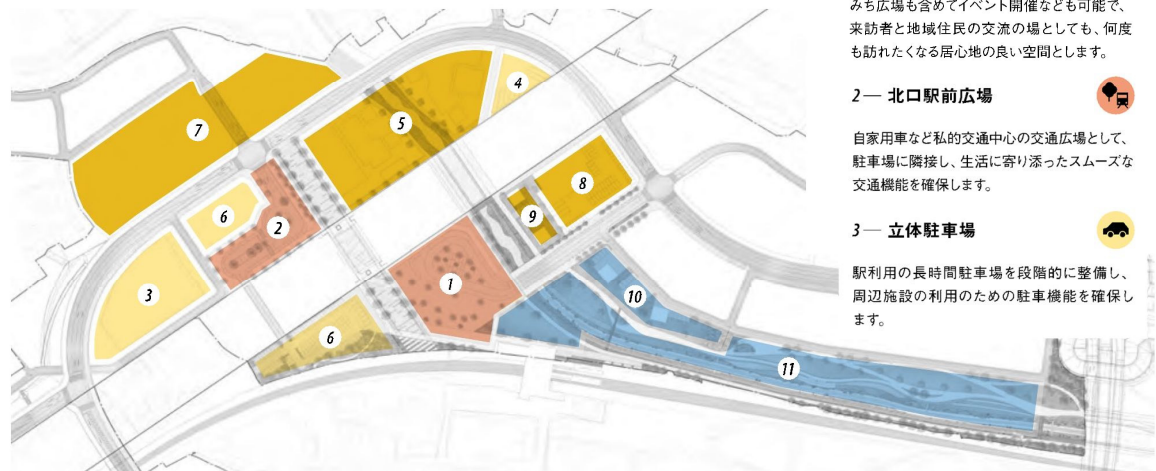 みち広場も含めてイベント開催なども可能で、
来訪者と地域住民の交流の場としても、何度
も訪れたくなる居心地の良い空間とします。
2— 北口駅前広場
自家用車など私的交通中心の交通広場として、
駐車場に隣接し、生活に寄り添ったスムーズな
交通機能を確保します。
3— 立体駐車場
駅利用の長時間駐車場を段階的に整備し、
周辺施設の利用のための駐車機能を確保し
ます。
4
5
7
8
6
9
2
3
1
10
6
11